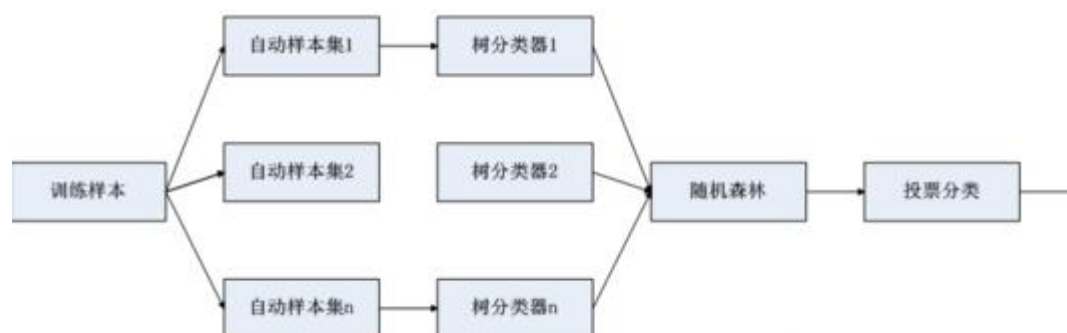 自动样本集1
树分类器1
训练样本
自动样本集2
树分类器2
随机森林
投票分类
自动样本集n
树分类器n